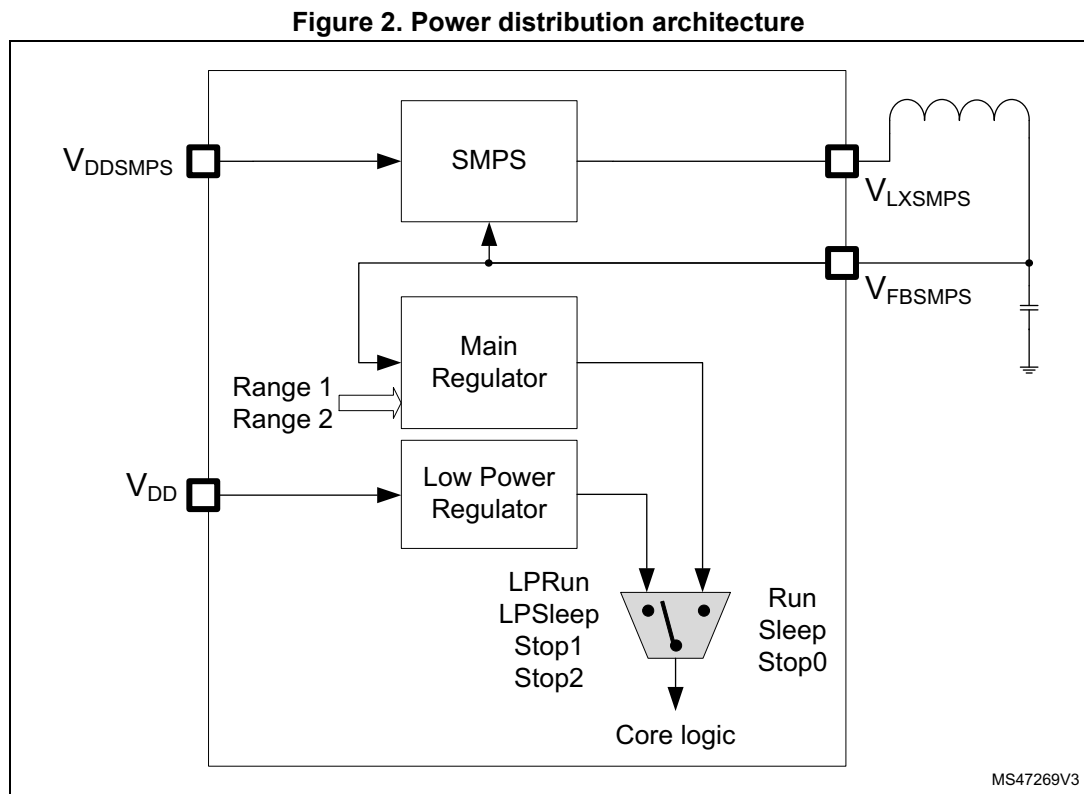 Figure 2. Power distribution architecture
VDDSMPS
SMPS
VLXSMPS
VFBSMPS
Main
Regulator
Range 1
Range 2
VDD
Low Power
Regulator
LPRun
LPSleep
Stop1
Stop2
Run
Sleep
Stop0
Core logic
MS47269V3